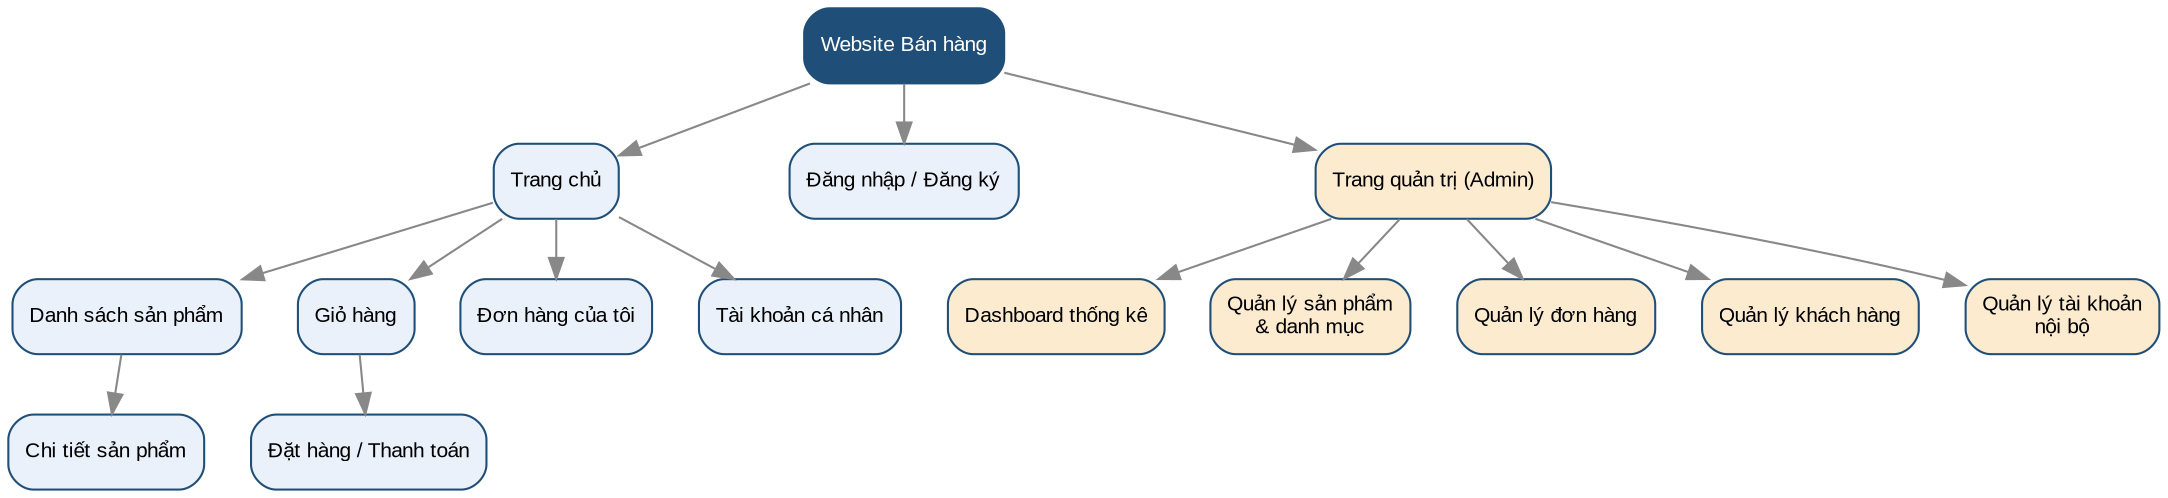 Website Bán hàng
Trang chủ
Đăng nhập / Đăng ký
Trang quản trị (Admin)
Danh sách sản phẩm
Giỏ hàng
Đơn hàng của tôi
Tài khoản cá nhân
Dashboard thống kê
Quản lý sản phẩm
& danh mục
Quản lý đơn hàng
Quản lý khách hàng
Quản lý tài khoản
nội bộ
Chi tiết sản phẩm
Đặt hàng / Thanh toán